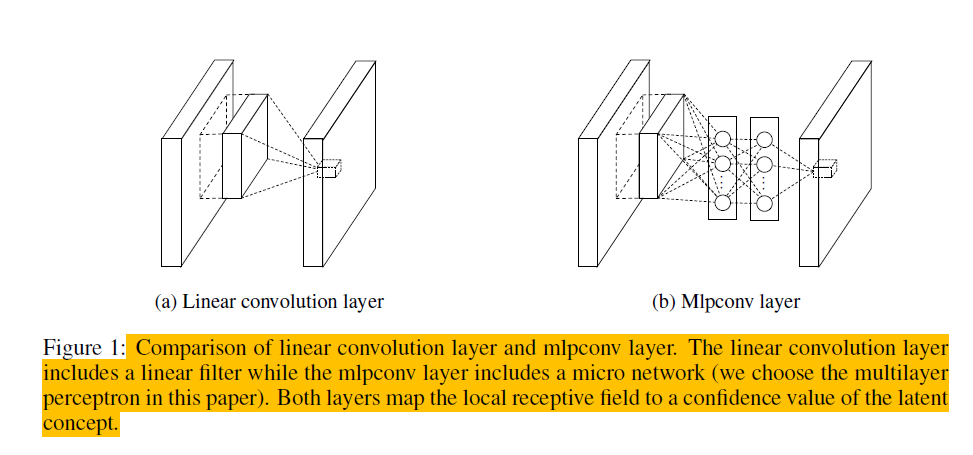 (a) Linear convolution layer
(b) Mlpconv layer
Figure 1: Comparison of linear convolution layer and mlpconv layer. The linear convolution layer
includes a linear filter while the mlpconv layer includes a micro network (we choose the multilayer
perceptron in this paper). Both layers map the local receptive field to a confidence value of the latent
concept.